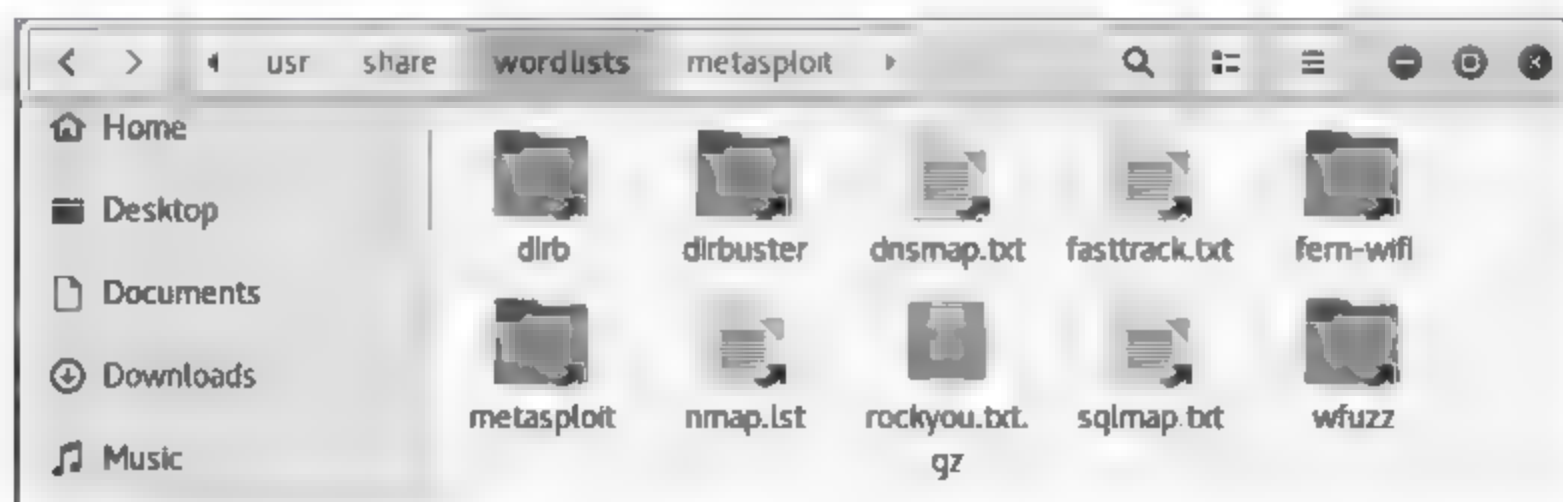 usr share wordlists metasploit
Home
Desktop
Documents
Downloads
Music
dirb dirbuster dnsmap.txt fasttrack.txt fern-wifi
metasploit nmap.lst rockyou.txt. sqlmap.txt wfuzz
gz